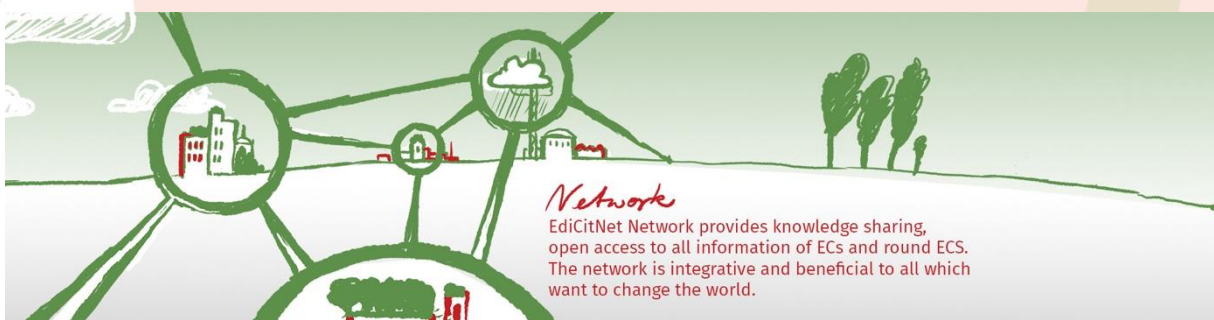 Network
EdiCitNet Network provides knowledge sharing,
open access to all information of ECs and round ECS.
The network is integrative and beneficial to all which
want to change the world.